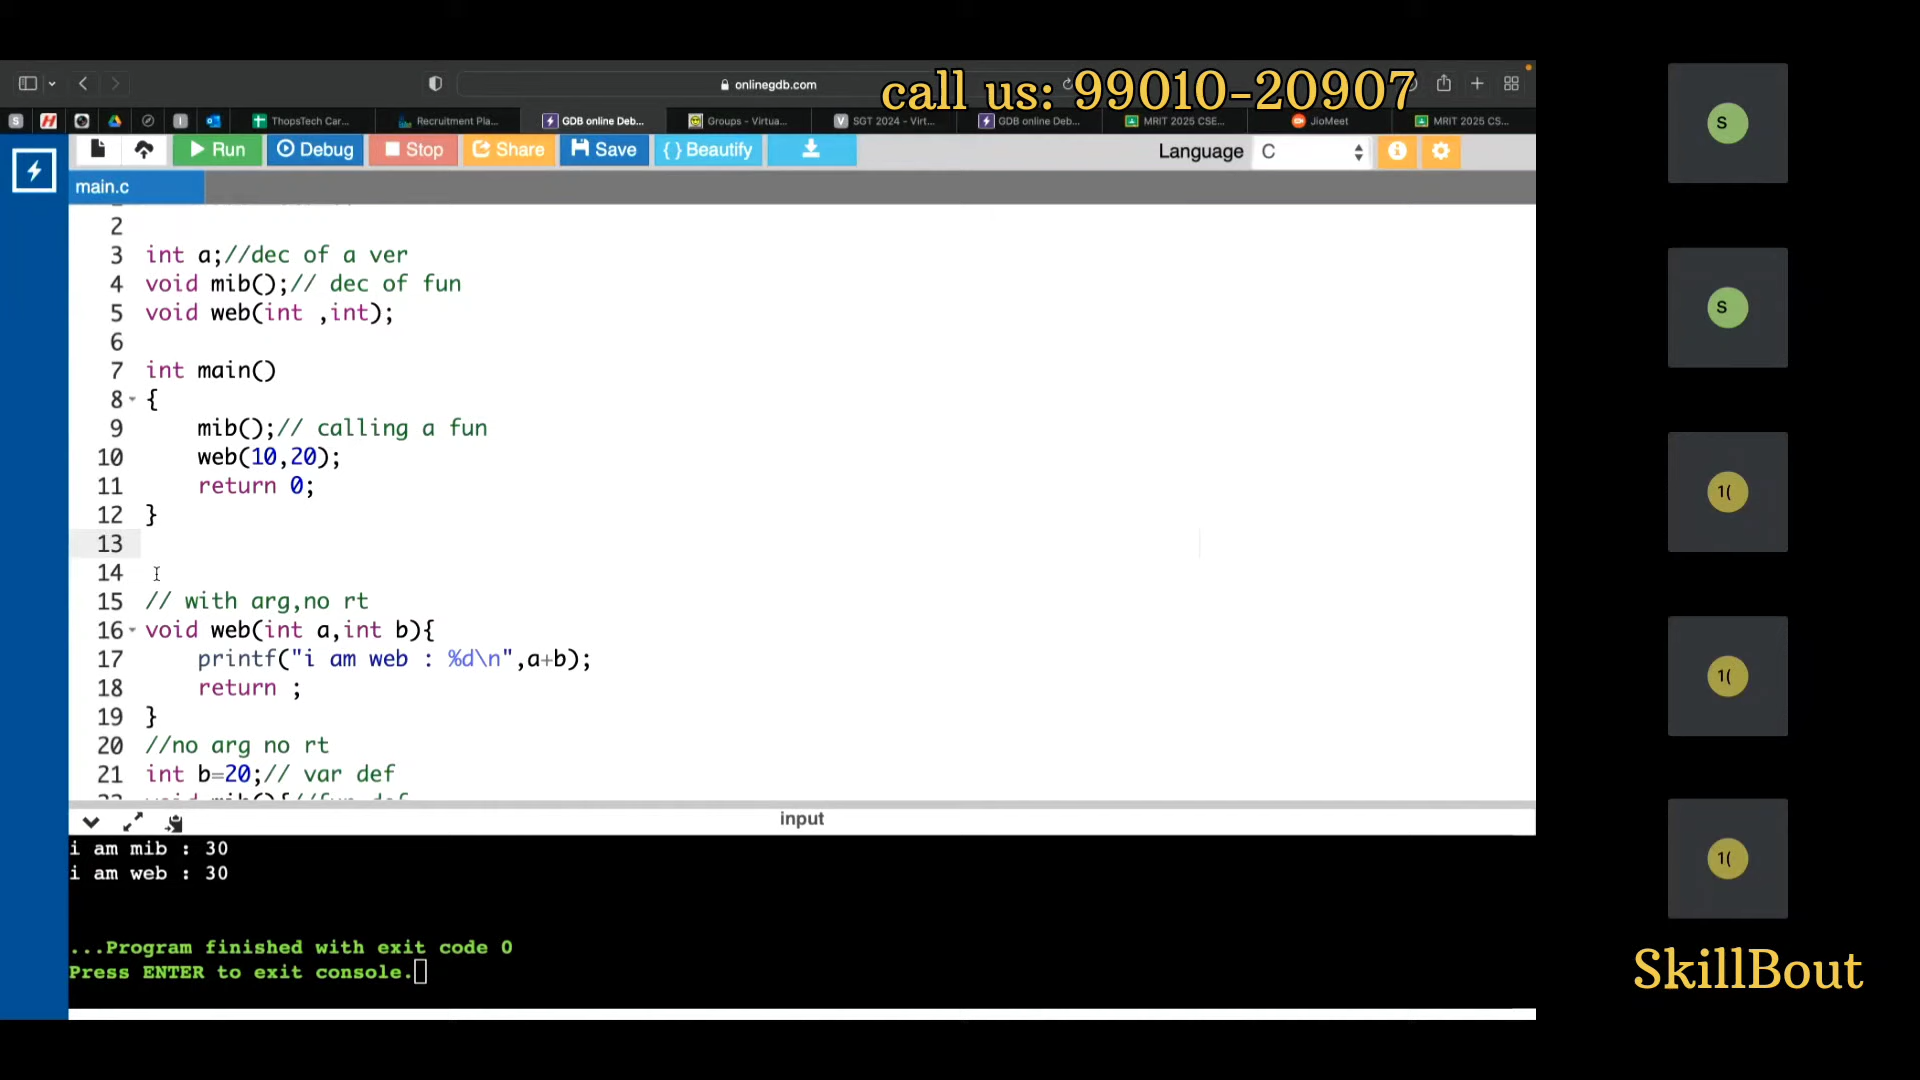 onlinegdb.com
call us: 99010-20907
ThopsTech Car...
Recruitment Pla...
GDB online Deb...
Groups - Virtua...
SGT 2024 - Virt...
GDB online Deb...
MRIT 2025 CSE...
JioMeet
MRIT 2025 CS...
Run
Debug
Stop
Share
Save
{ } Beautify
Language C
main.c
2
3 int a;//dec of a ver
4 void mib();// dec of fun
5 void web(int ,int);
6
7 int main()
8 {
9 mib();// calling a fun
10 web(10,20);
11 return 0;
12 }
13
14
15 // with arg,no rt
16 void web(int a,int b){
17 printf("i am web : %d\n",a+b);
18 return ;
19 }
20 //no arg no rt
21 int b=20;// var def
input
i am mib : 30
i am web : 30
...Program finished with exit code 0
Press ENTER to exit console.
S
S
1(
1(
1(
SkillBout